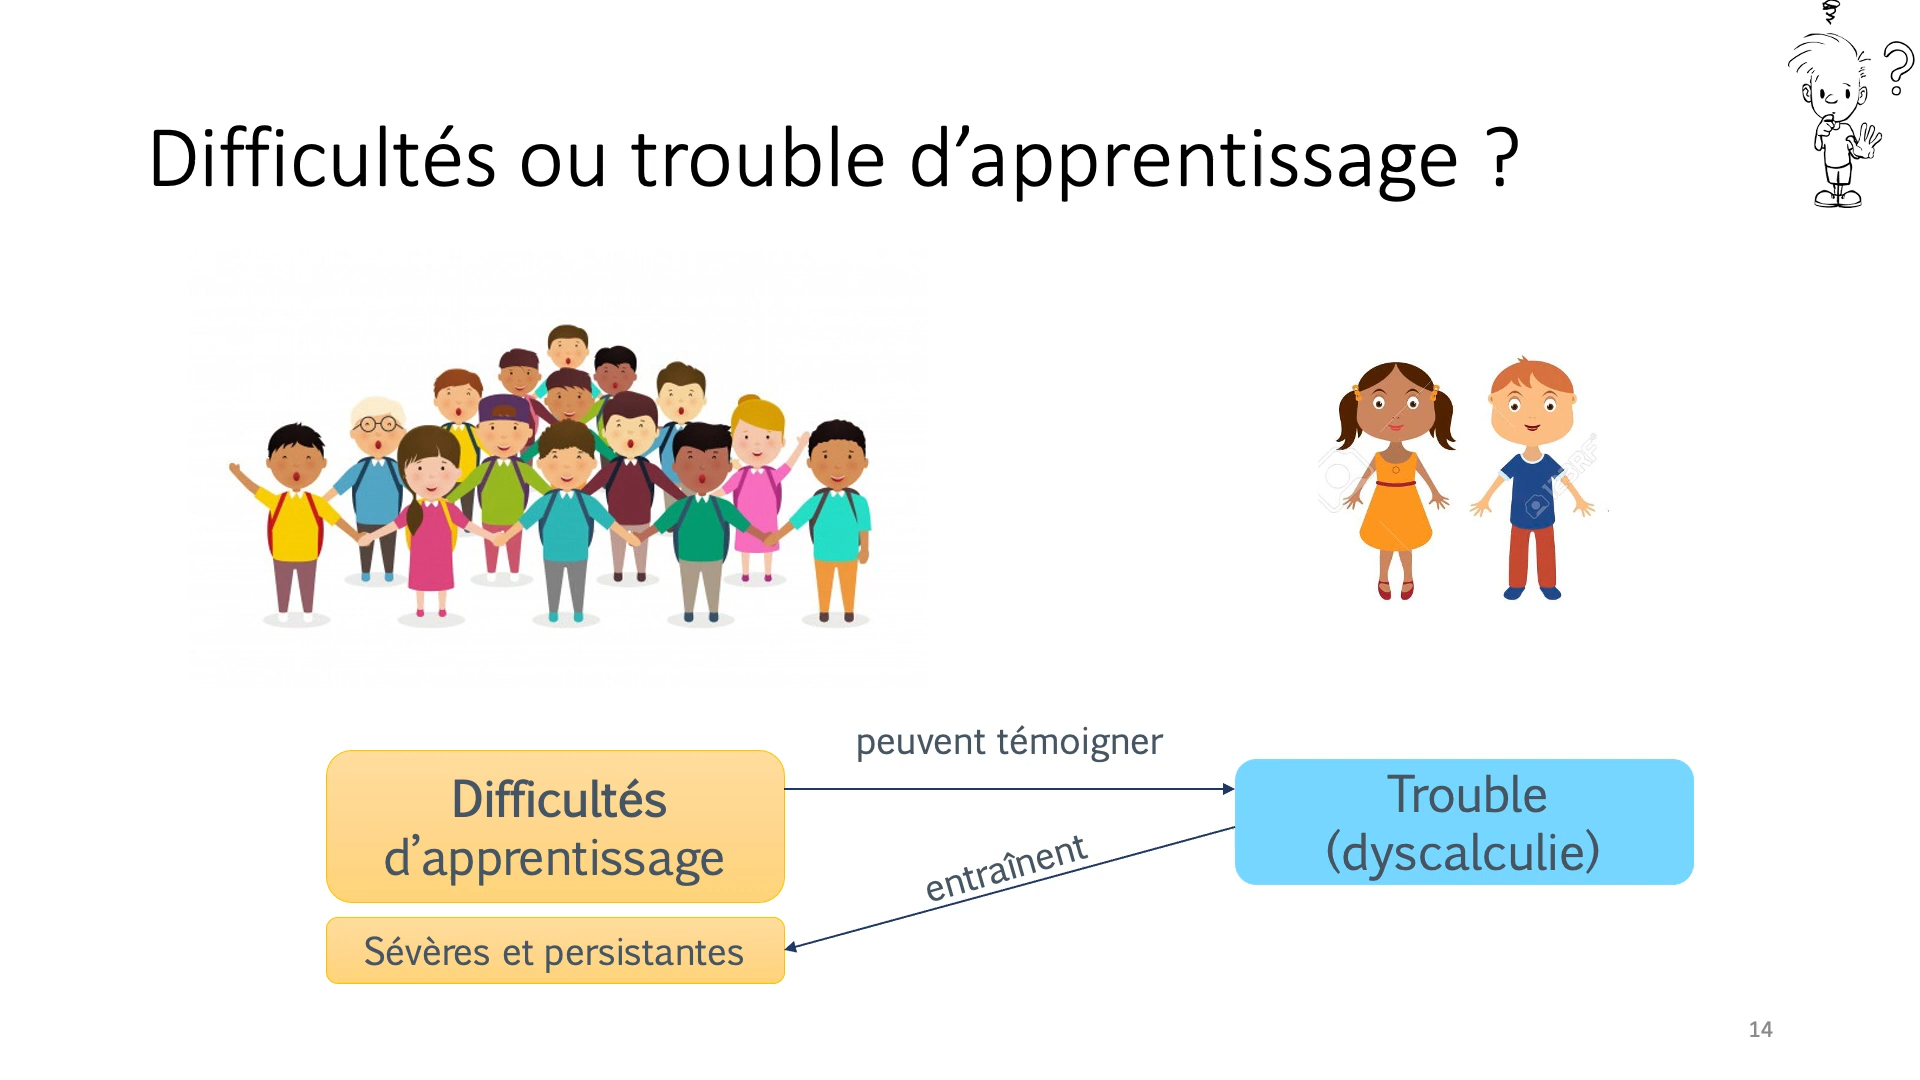 Difficultés ou trouble d’apprentissage ?
peuvent témoigner
Difficultés
d’apprentissage
Trouble
(dyscalculie)
entraînent
Sévères et persistantes
14